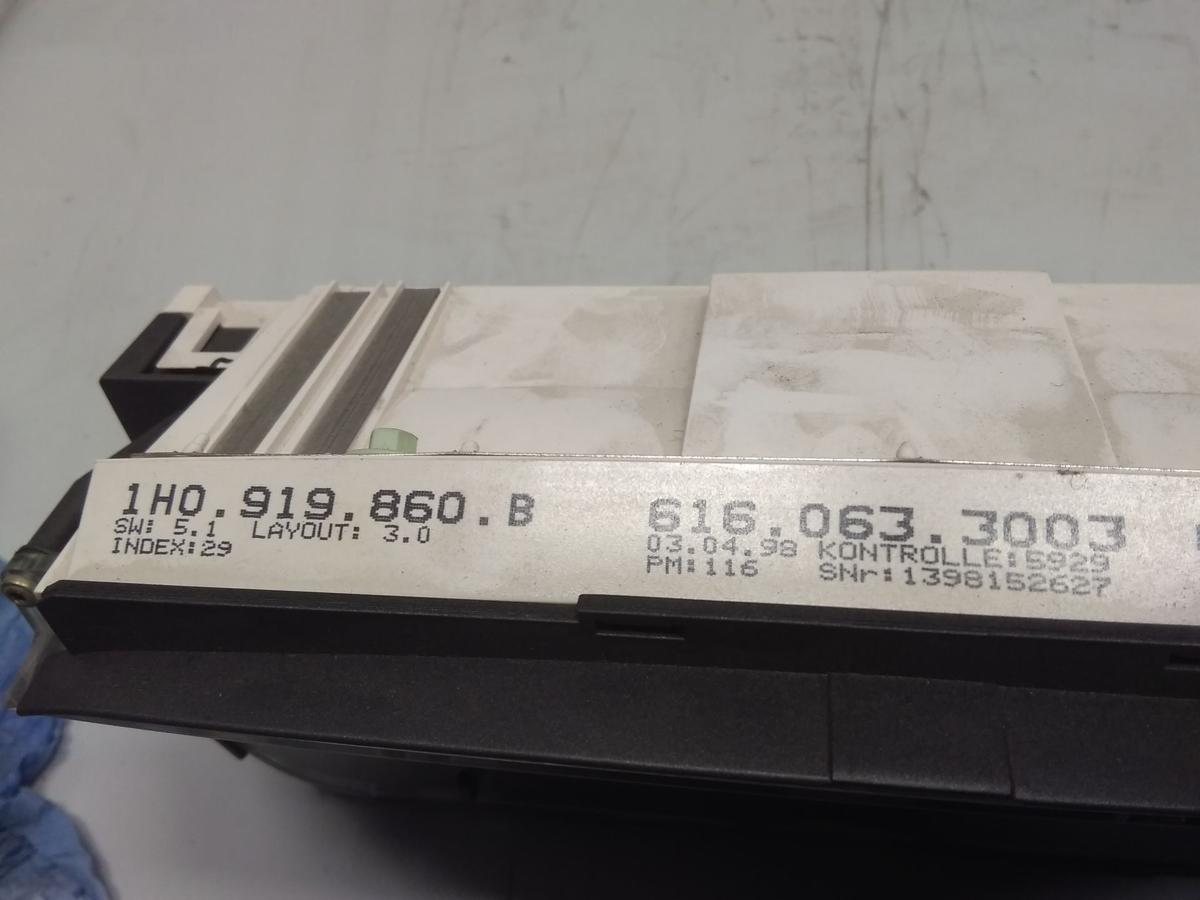 1H0.919.860.B
SW: 5.1 LAYOUT: 3.0
INDEX:29
616.063.3003
03.04.98 KONTROLLE:5929
PM:116 SNr:1398152627